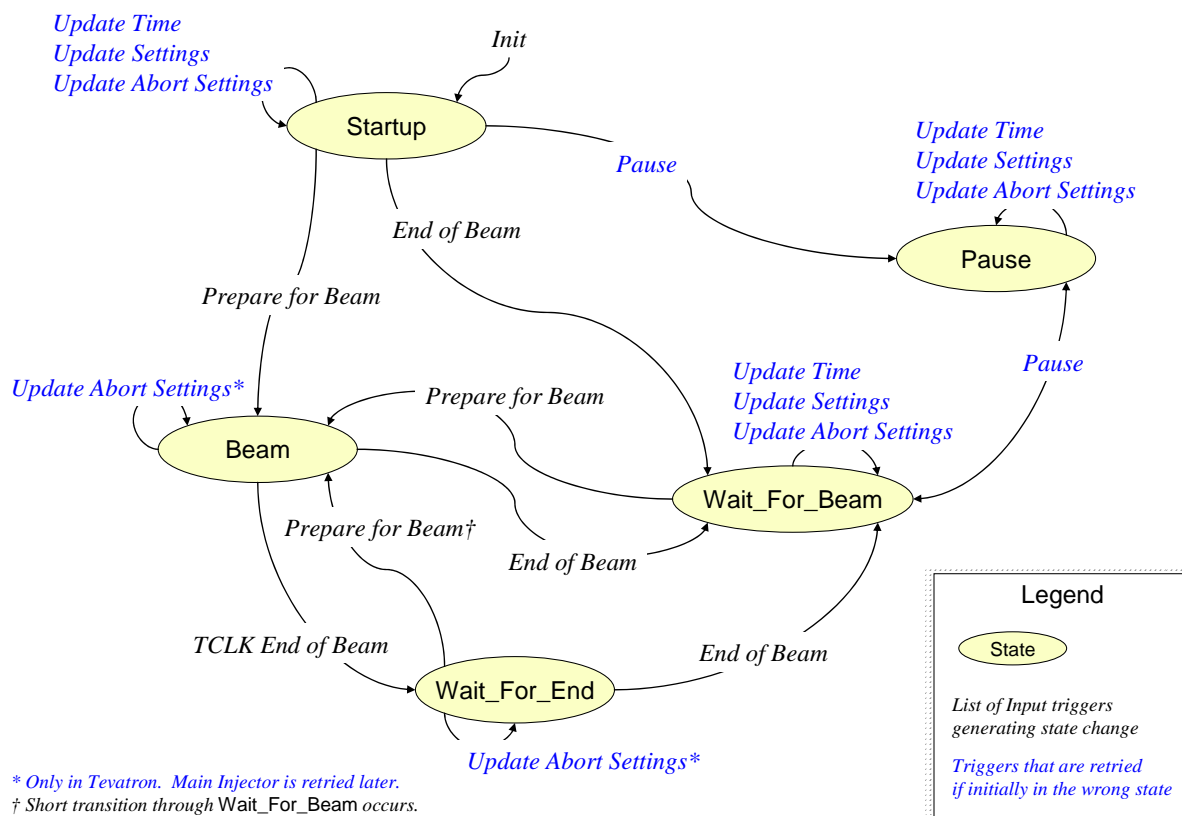 Update Time
Update Settings
Update Abort Settings
Init
Startup
Pause
Update Time
Update Settings
Update Abort Settings
Pause
End of Beam
Prepare for Beam
Pause
Update Abort Settings*
Prepare for Beam
Update Time
Update Settings
Update Abort Settings
Beam
Wait_For_Beam
Prepare for Beam†
End of Beam
TCLK End of Beam
End of Beam
Wait_For_End
Update Abort Settings*
Legend
State
List of Input triggers
generating state change
Triggers that are retried
if initially in the wrong state
* Only in Tevatron. Main Injector is retried later.
† Short transition through Wait_For_Beam occurs.